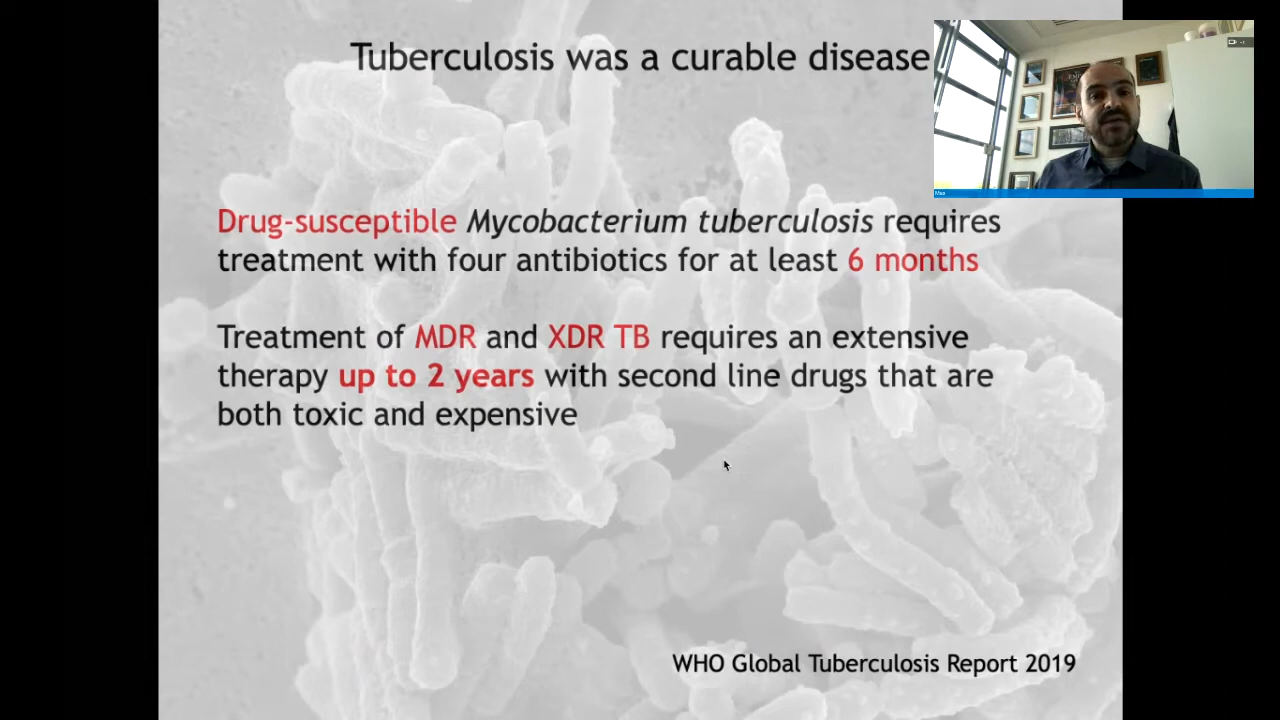 Tuberculosis was a curable disease
Drug-susceptible Mycobacterium tuberculosis requires
treatment with four antibiotics for at least 6 months
Treatment of MDR and XDR TB requires an extensive
therapy up to 2 years with second line drugs that are
both toxic and expensive
WHO Global Tuberculosis Report 2019